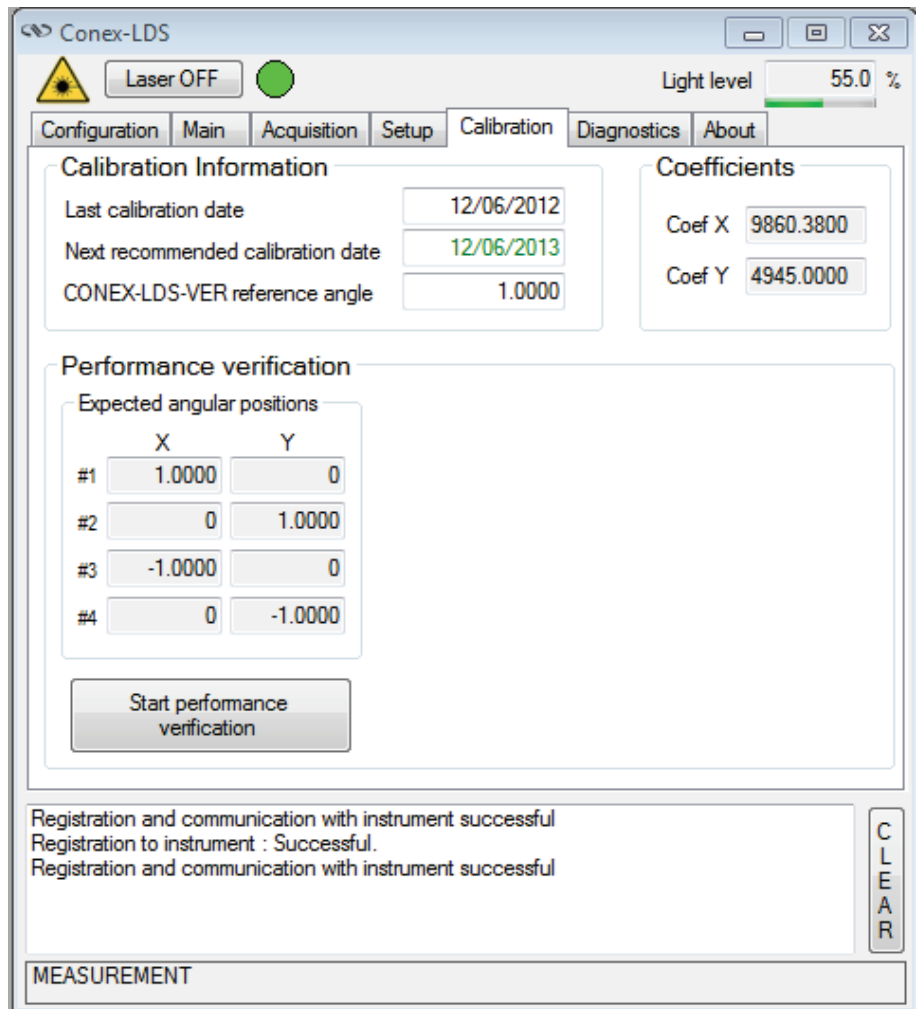 Conex-LDS
Laser OFF
Light level 55.0 %
Configuration Main Acquisition Setup Calibration Diagnostics About
Calibration Information
Last calibration date 12/06/2012
Next recommended calibration date 12/06/2013
CONEX-LDS-VER reference angle 1.0000
Coefficients
Coef X 9860.3800
Coef Y 4945.0000
Performance verification
Expected angular positions
X Y
#1 1.0000 0
#2 0 1.0000
#3 -1.0000 0
#4 0 -1.0000
Start performance
verification
Registration and communication with instrument successful
Registration to instrument : Successful.
Registration and communication with instrument successful
C
L
E
A
R
MEASUREMENT